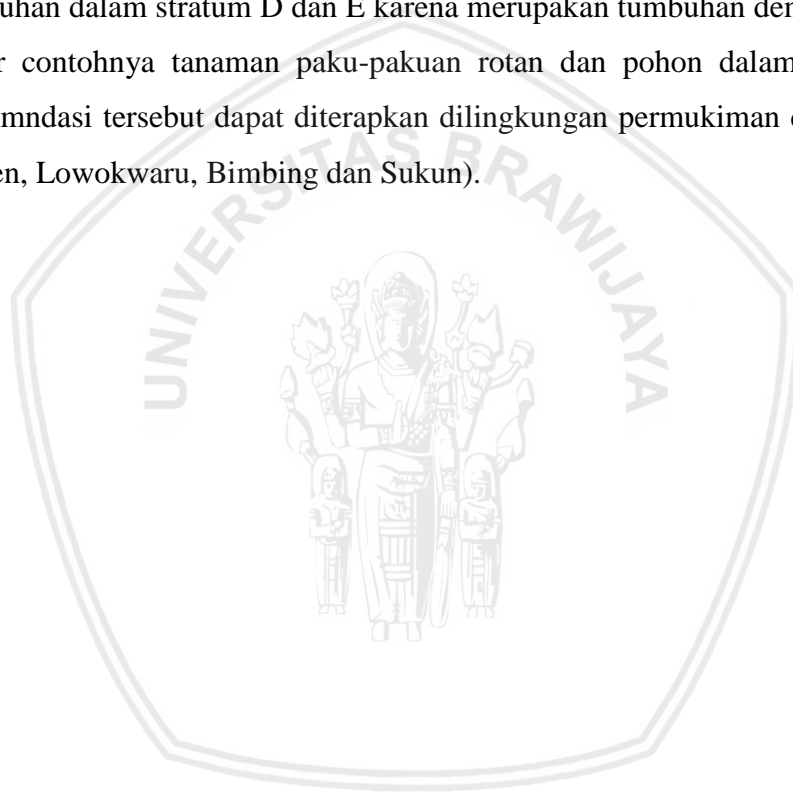 uhan dalam stratum D dan E karena merupakan tumbuhan den
r contohnya tanaman paku-pakuan rotan dan pohon dalam
mndasi tersebut dapat diterapkan dilingkungan permukiman
en, Lowokwaru, Bimbing dan Sukun).
UNIVERSITAS BRAWIJAYA